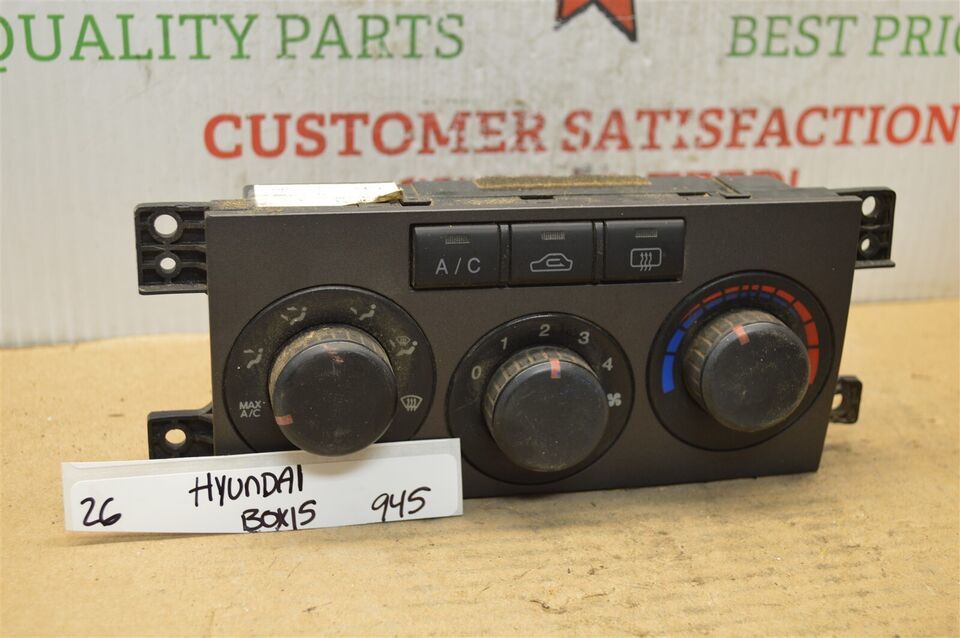 QUALITY PARTS
BEST PRIC
CUSTOMER SATISFACTION
A/C
1 2 3
0 4
MAX
A/C
HYUNDAI
26 BOX15 945